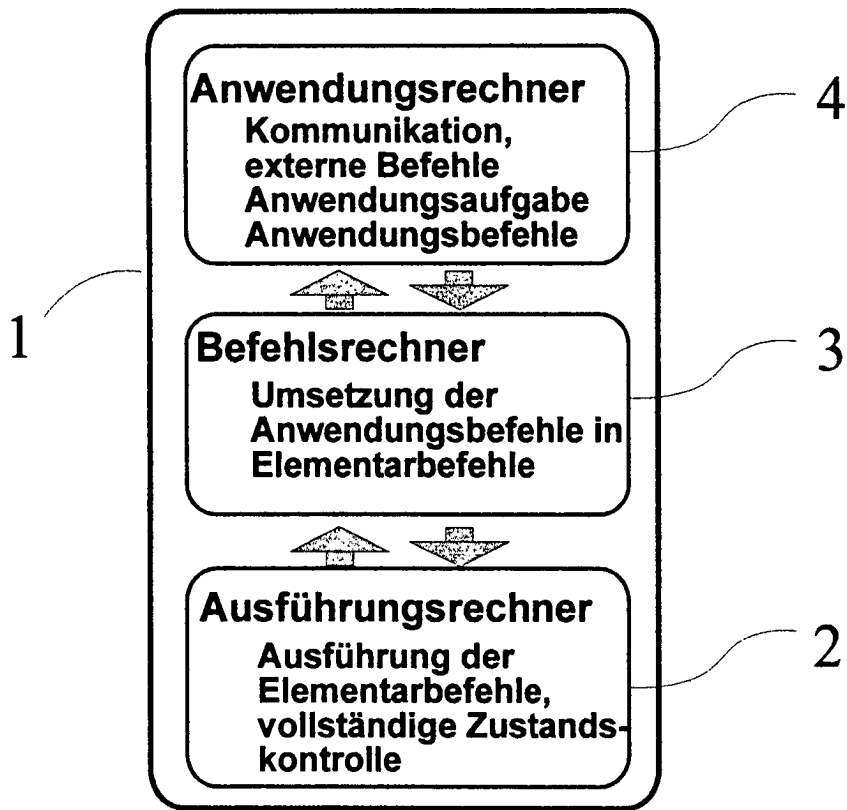 Anwendungsrechner
Kommunikation,
externe Befehle
Anwendungsaufgabe
Anwendungsbefehle
4
1
Befehlsrechner
Umsetzung der
Anwendungsbefehle in
Elementarbefehle
3
Ausführungsrechner
Ausführung der
Elementarbefehle,
vollständige Zustands-
kontrolle
2